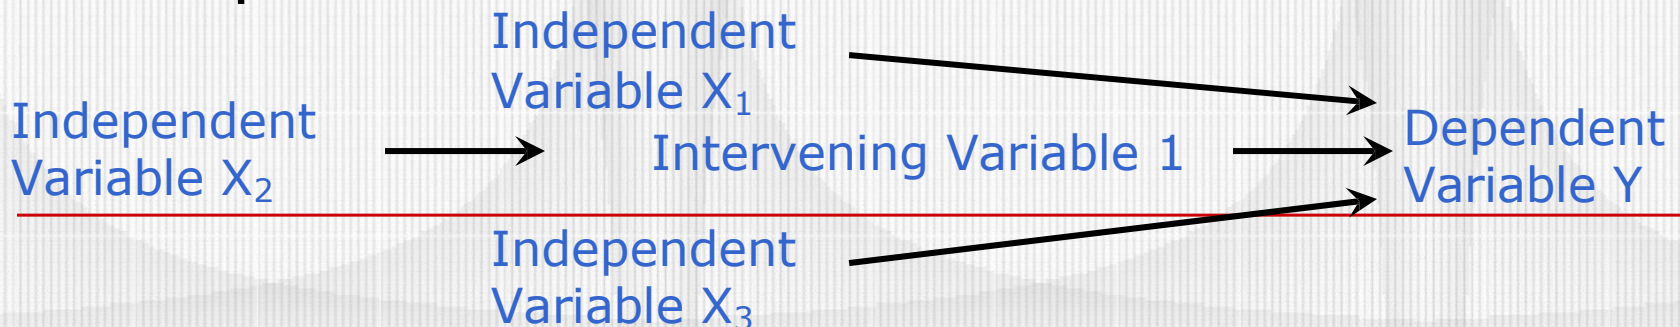 Independent
Variable X₁
Independent
Variable X₂
Intervening Variable 1
Dependent
Variable Y
Independent
Variable X₃